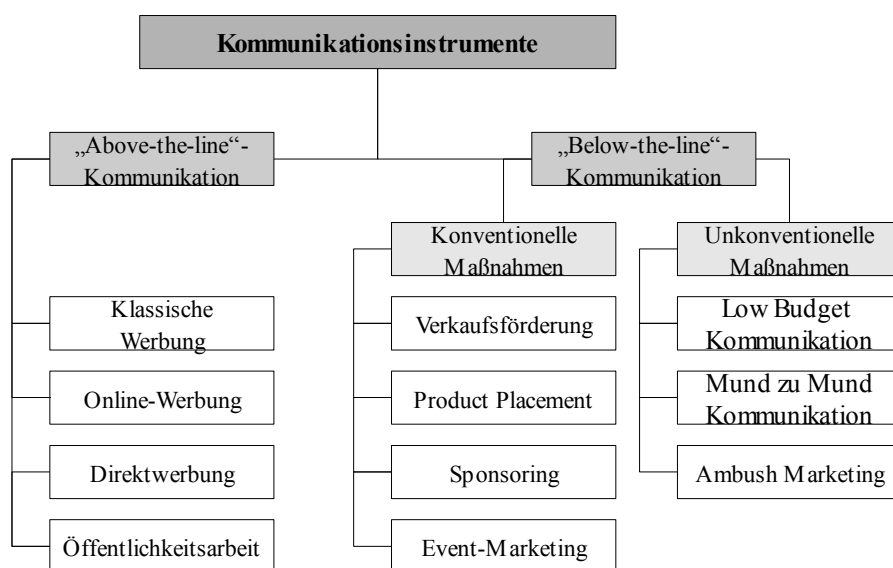 Kommunikationsinstrumente
„Above-the-line“-
Kommunikation
„Below-the-line“-
Kommunikation
Konventionelle
Maßnahmen
Unkonventionelle
Maßnahmen
Klassische
Werbung
Verkaufsförderung
Low Budget
Kommunikation
Online-Werbung
Product Placement
Mund zu Mund
Kommunikation
Direktwerbung
Sponsoring
Ambush Marketing
Öffentlichkeitsarbeit
Event-Marketing